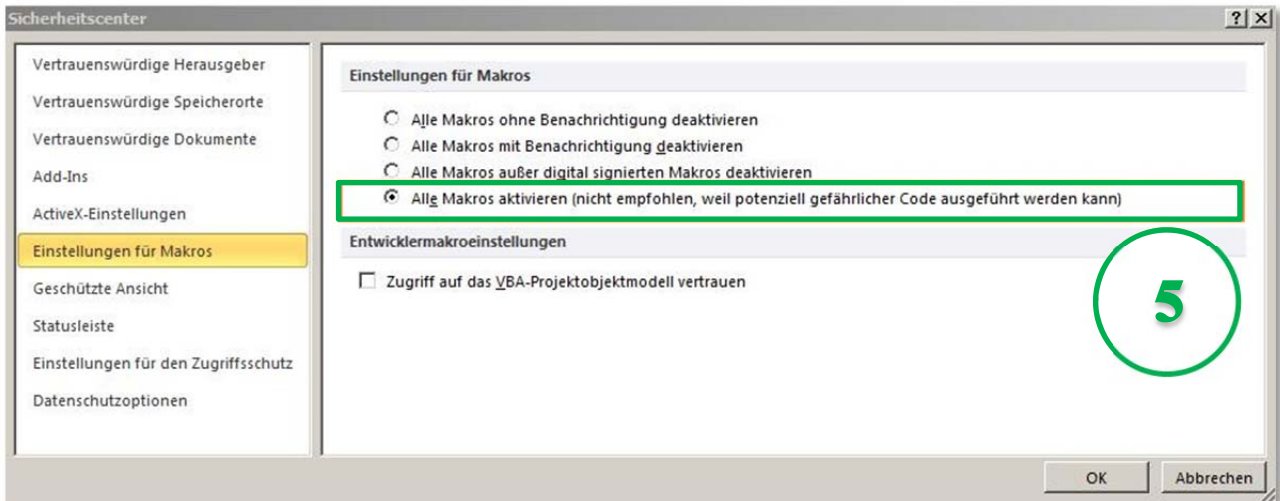 Sicherheitscenter
Vertrauenswürdige Herausgeber
Vertrauenswürdige Speicherorte
Vertrauenswürdige Dokumente
Add-Ins
ActiveX-Einstellungen
Einstellungen für Makros
Geschützte Ansicht
Statusleiste
Einstellungen für den Zugriffsschutz
Datenschutzoptionen
Einstellungen für Makros
Alle Makros ohne Benachrichtigung deaktivieren
Alle Makros mit Benachrichtigung deaktivieren
Alle Makros außer digital signierten Makros deaktivieren
Alle Makros aktivieren (nicht empfohlen, weil potenziell gefährlicher Code ausgeführt werden kann)
Entwicklermakroeinstellungen
Zugriff auf das VBA-Projektobjektmodell vertrauen
5
OK
Abbrechen